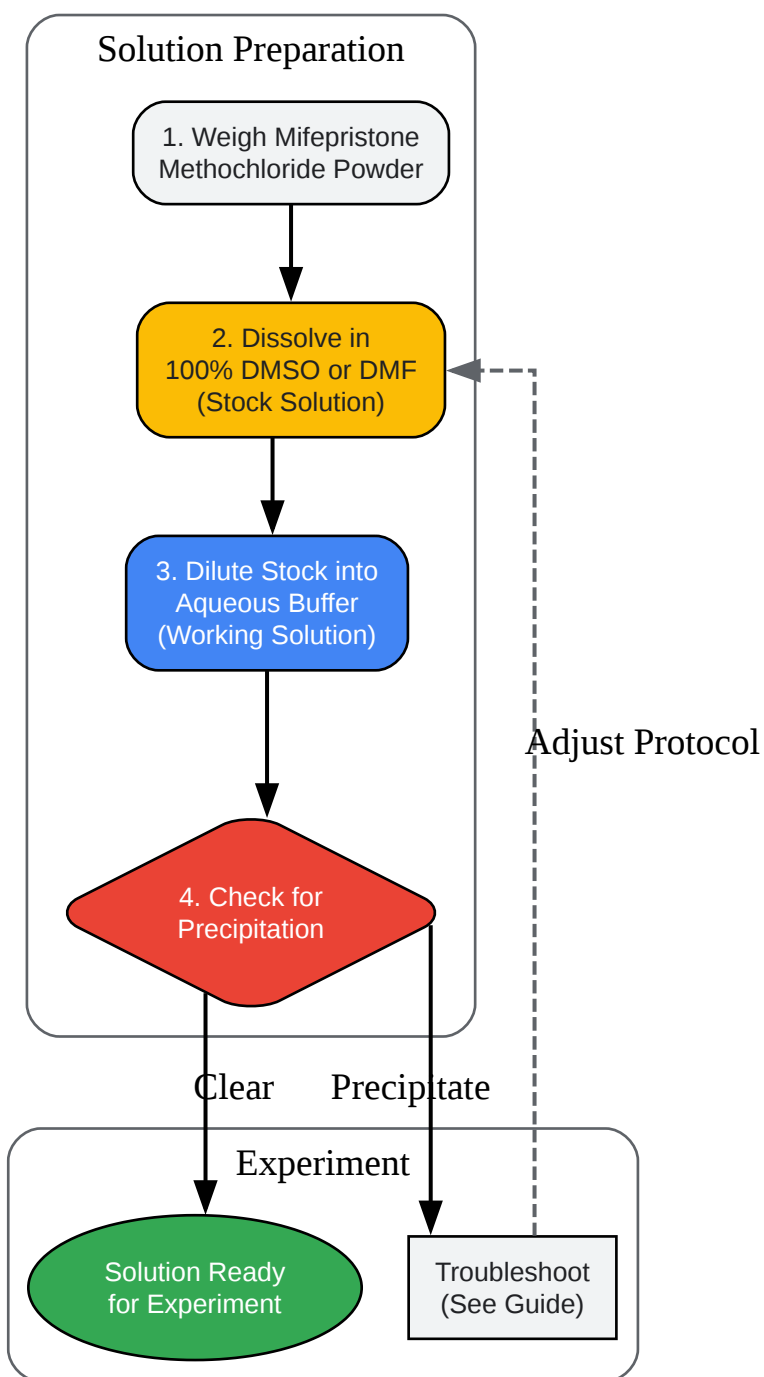 Solution Preparation
1. Weigh Mifepristone
Methochloride Powder
2. Dissolve in
100% DMSO or DMF
(Stock Solution)
3. Dilute Stock into
Aqueous Buffer
(Working Solution)
Adjust Protocol
4. Check for
Precipitation
Clear
Precipitate
Experiment
Solution Ready
for Experiment
Troubleshoot
(See Guide)